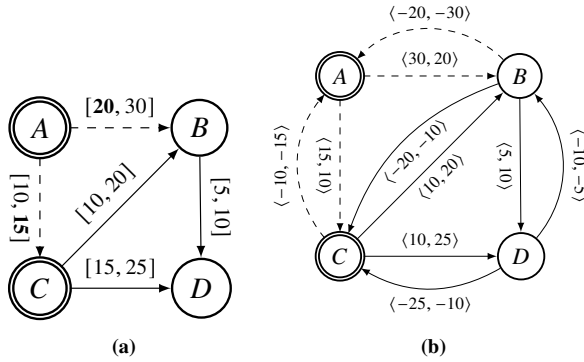 ⟨−20, −30⟩
A
⟨30, 20⟩
B
[20, 30]
A
B
⟨−10, −15⟩
⟨15, 10⟩
⟨−20, −10⟩
⟨10, 20⟩
⟨5, 10⟩
⟨−10, −5⟩
[10, 15]
[10, 20]
[5, 10]
C
[15, 25]
D
C
⟨10, 25⟩
D
⟨−25, −10⟩
(a)
(b)